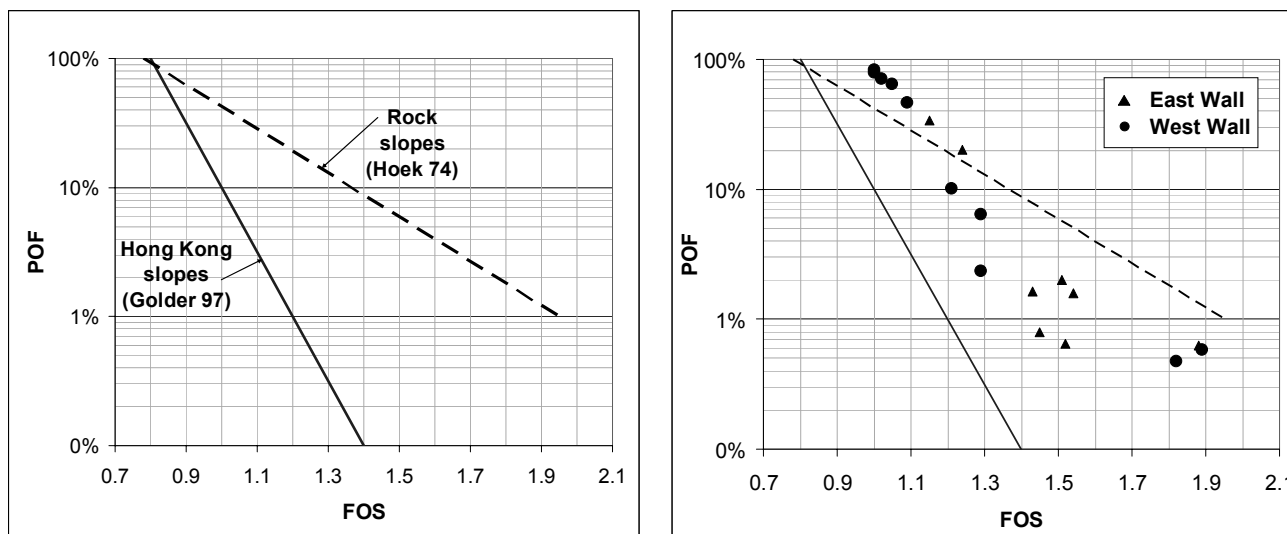 100%
10%
1%
0%
POF
Rock
slopes
(Hoek 74)
Hong Kong
slopes
(Golder 97)
0.7 0.9 1.1 1.3 1.5 1.7 1.9 2.1
FOS
100%
10%
1%
0%
POF
East Wall
West Wall
0.7 0.9 1.1 1.3 1.5 1.7 1.9 2.1
FOS